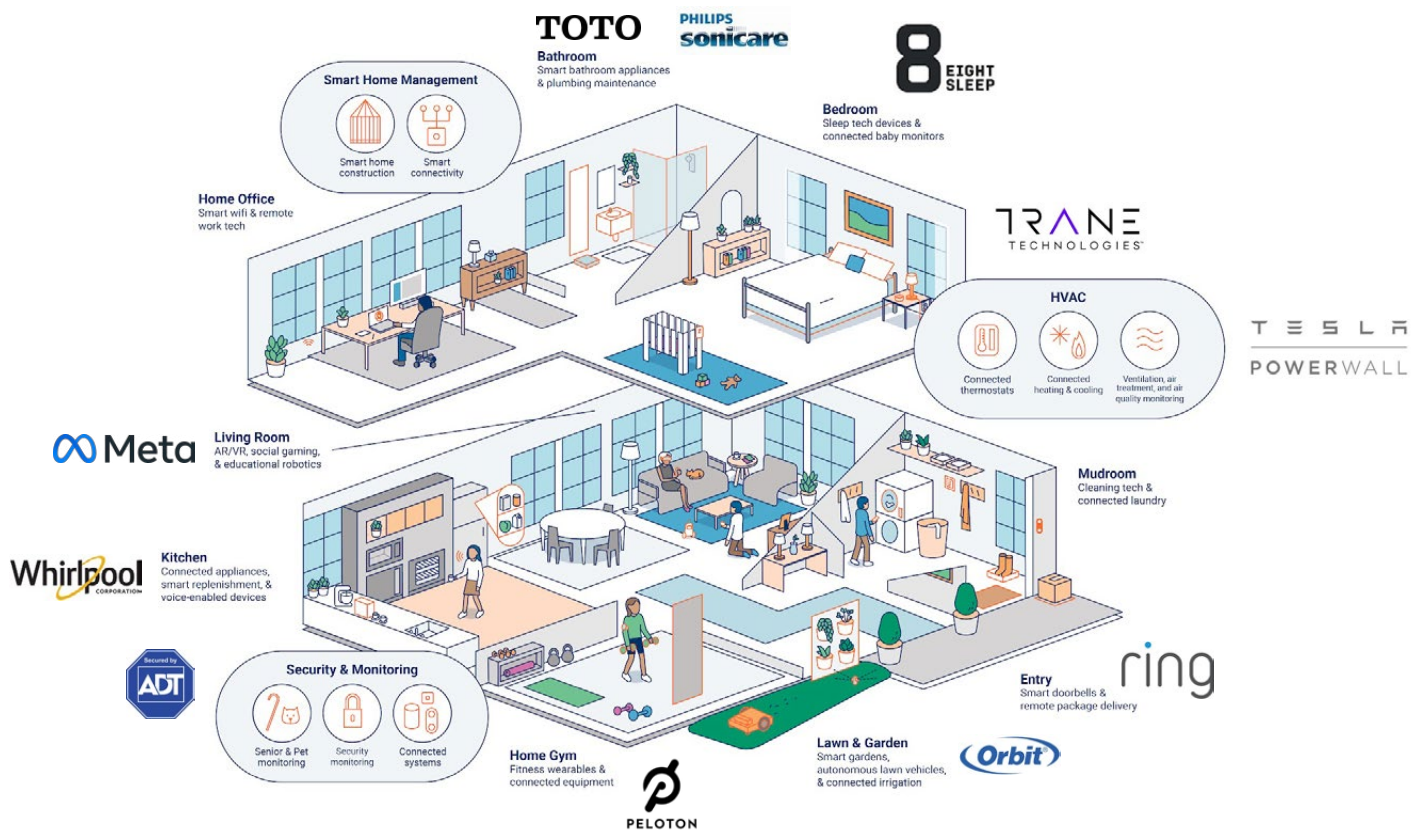 TOTO
PHILIPS
sonicare
Bathroom
Smart bathroom appliances
& plumbing maintenance
8 EIGHT
SLEEP
Smart Home Management
Smart home
construction
Smart
connectivity
Bedroom
Sleep tech devices &
connected baby monitors
Home Office
Smart wifi & remote
work tech
TRANE
TECHNOLOGIES
HVAC
Connected
thermostats
Connected
heating & cooling
Ventilation, air
treatment, and air
quality monitoring
TESLA
POWERWALL
Meta
Living Room
AR/VR, social gaming,
& educational robotics
Mudroom
Cleaning tech &
connected laundry
Whirlpool
CORPORATION
Kitchen
Connected appliances,
smart replenishment, &
voice-enabled devices
Secured by
ADT
Security & Monitoring
Senior & Pet
monitoring
Security
monitoring
Connected
systems
ring
Entry
Smart doorbells &
remote package delivery
Home Gym
Fitness wearables &
connected equipment
PELOTON
Lawn & Garden
Smart gardens,
autonomous lawn vehicles,
& connected irrigation
Orbit